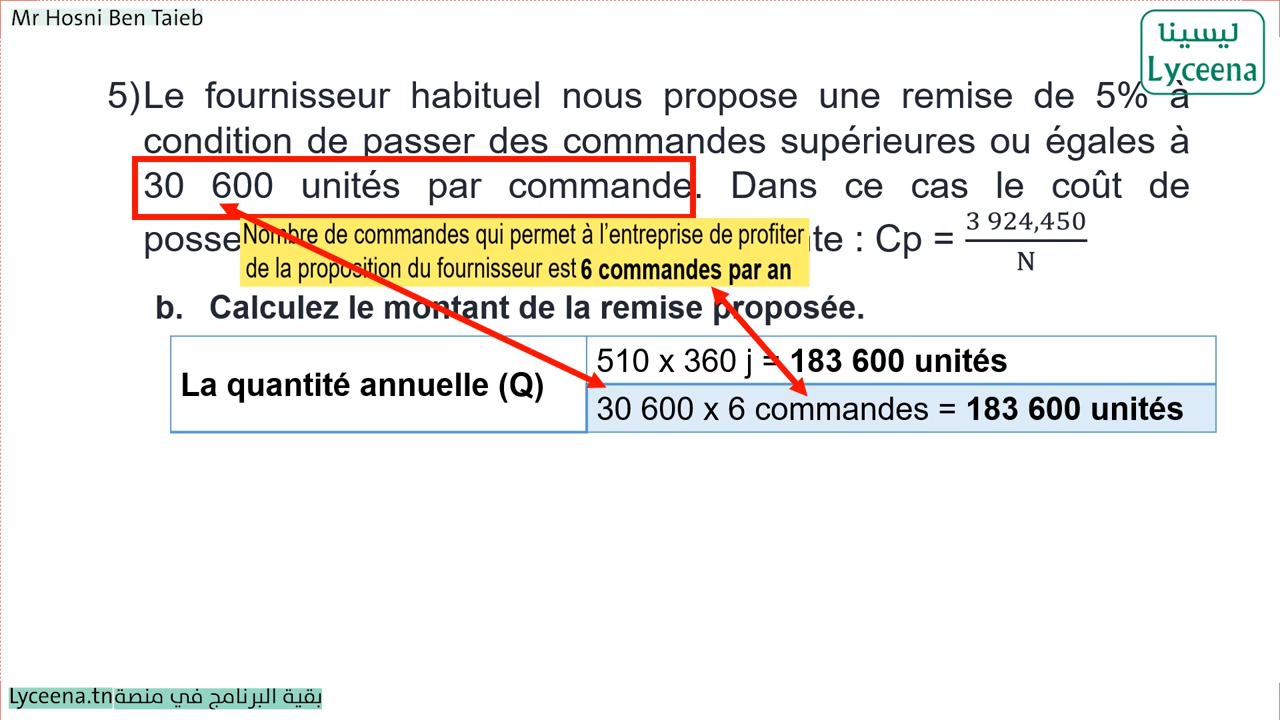 Mr Hosni Ben Taieb
ليسينا
Lyceena
5)Le fournisseur habituel nous propose une remise de 5% à
condition de passer des commandes supérieures ou égales à
30 600 unités par commande. Dans ce cas le coût de
posse te : Cp = 3 924,450 / N
Nombre de commandes qui permet à l'entreprise de profiter
de la proposition du fournisseur est 6 commandes par an
b. Calculez le montant de la remise proposée.
La quantité annuelle (Q)
510 x 360 j = 183 600 unités
30 600 x 6 commandes = 183 600 unités
Lyceena.tn بقية البرنامج في منصة